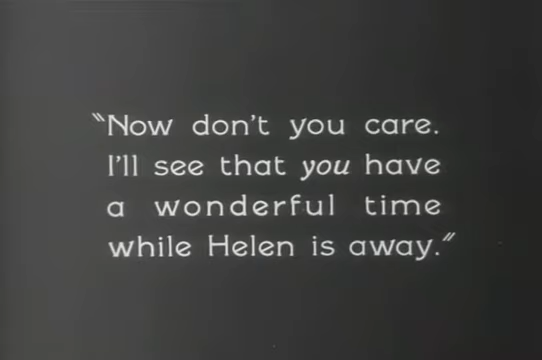 "Now don't you care.
I'll see that you have
a wonderful time
while Helen is away."